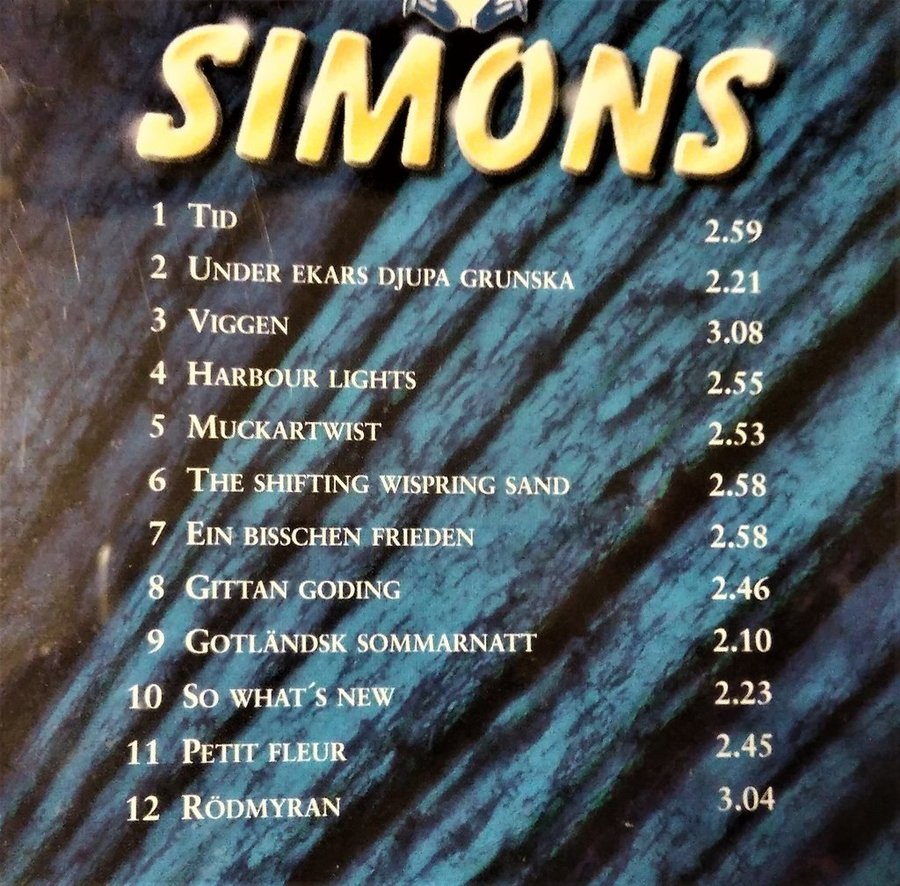 SIMONS
1 TID 2.59
2 UNDER EKARS DJUPA GRUNSKA 2.21
3 VIGGEN 3.08
4 HARBOUR LIGHTS 2.55
5 MUCKARTWIST 2.53
6 THE SHIFTING WISPRING SAND 2.58
7 EIN BISSCHEN FRIEDEN 2.58
8 GITTAN GODING 2.46
9 GOTLÄNDSK SOMMARNATT 2.10
10 SO WHAT´S NEW 2.23
11 PETIT FLEUR 2.45
12 RÖDMYRAN 3.04